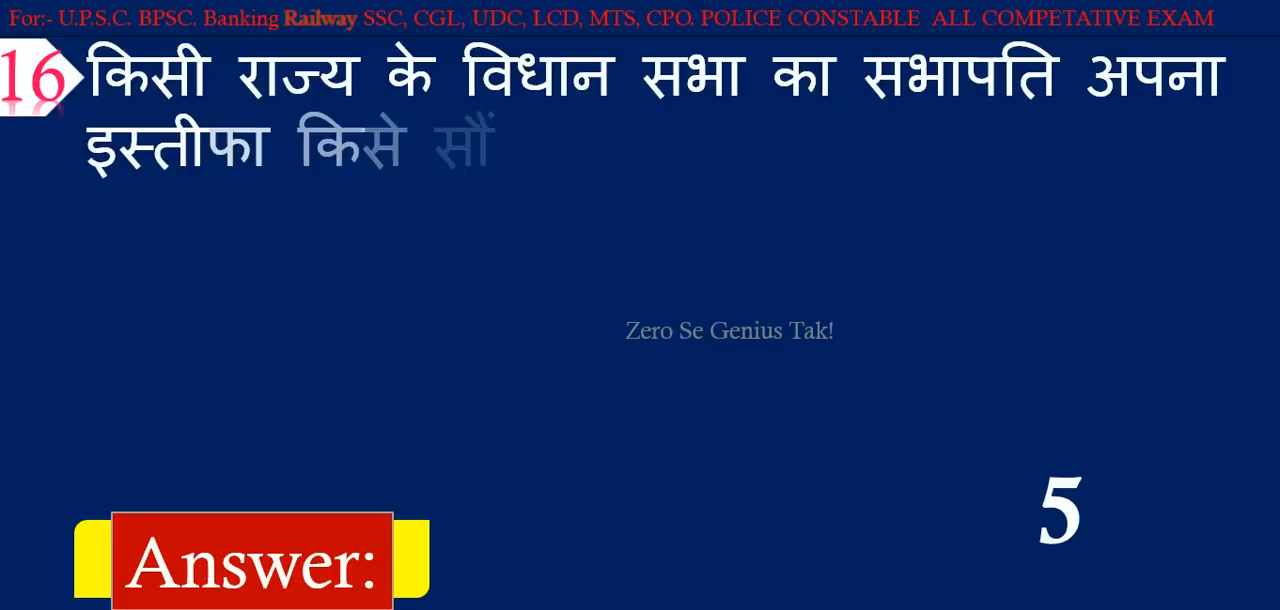 For:- U.P.S.C. BPSC. Banking Railway SSC, CGL, UDC, LCD, MTS, CPO. POLICE CONSTABLE ALL COMPETATIVE EXAM
16 किसी राज्य के विधान सभा का सभापति अपना
इस्तीफा किसे सौं
Zero Se Genius Tak!
5
Answer: